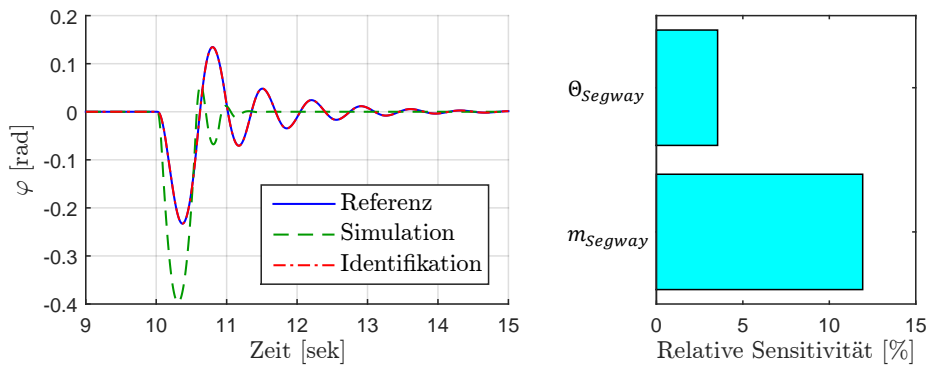 0.2
0.1
0
-0.1
-0.2
-0.3
-0.4
φ [rad]
9 10 11 12 13 14 15
Zeit [sek]
Referenz
Simulation
Identifikation
Θ_Segway
m_Segway
0 5 10 15
Relative Sensitivität [%]